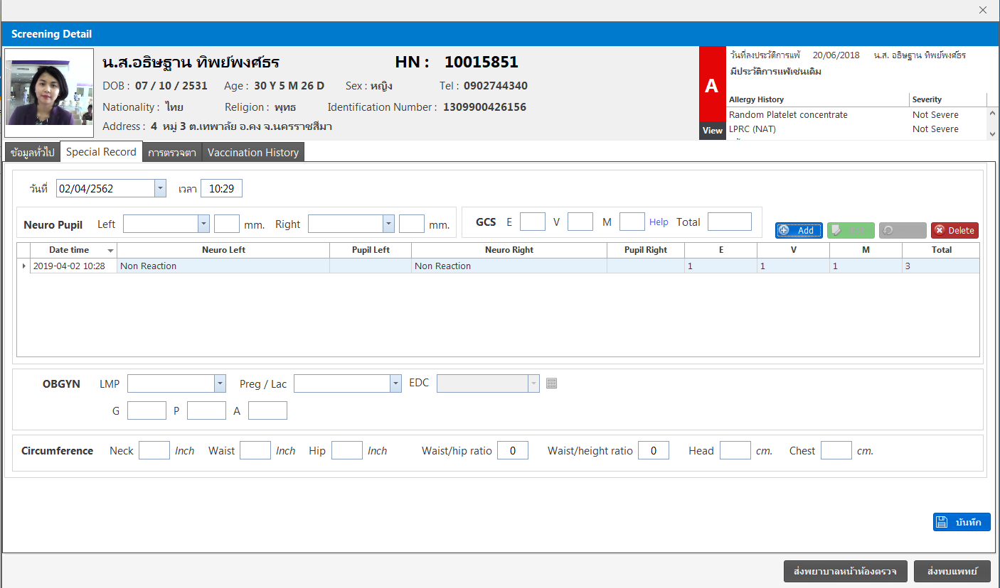 Screening Detail
น.ส.อธิษฐาน ทิพย์พงศ์ธร HN : 10015851
DOB : 07 / 10 / 2531 Age : 30 Y 5 M 26 D Sex : หญิง Tel : 0902744340
Nationality : ไทย Religion : พุทธ Identification Number : 1309900426156
Address : 4 หมู่ 3 ต.เทพาลัย อ.คง จ.นครราชสีมา
A
View
วันที่ลงประวัติการแพ้ 20/06/2018 น.ส. อธิษฐาน ทิพย์พงศ์ธร
มีประวัติการแพ้เช่นเดิม
Allergy History Severity
Random Platelet concentrate Not Severe
LPRC (NAT) Not Severe
ข้อมูลทั่วไป Special Record การตรวจตา Vaccination History
วันที่ 02/04/2562 เวลา 10:29
Neuro Pupil Left mm. Right mm. GCS E V M Help Total
Add Delete
Date time Neuro Left Pupil Left Neuro Right Pupil Right E V M Total
2019-04-02 10:28 Non Reaction Non Reaction 1 1 1 3
OBGYN LMP Preg / Lac EDC
G P A
Circumference Neck Inch Waist Inch Hip Inch Waist/hip ratio 0 Waist/height ratio 0 Head cm. Chest cm.
บันทึก
ส่งพยาบาลหน้าห้องตรวจ ส่งพบแพทย์